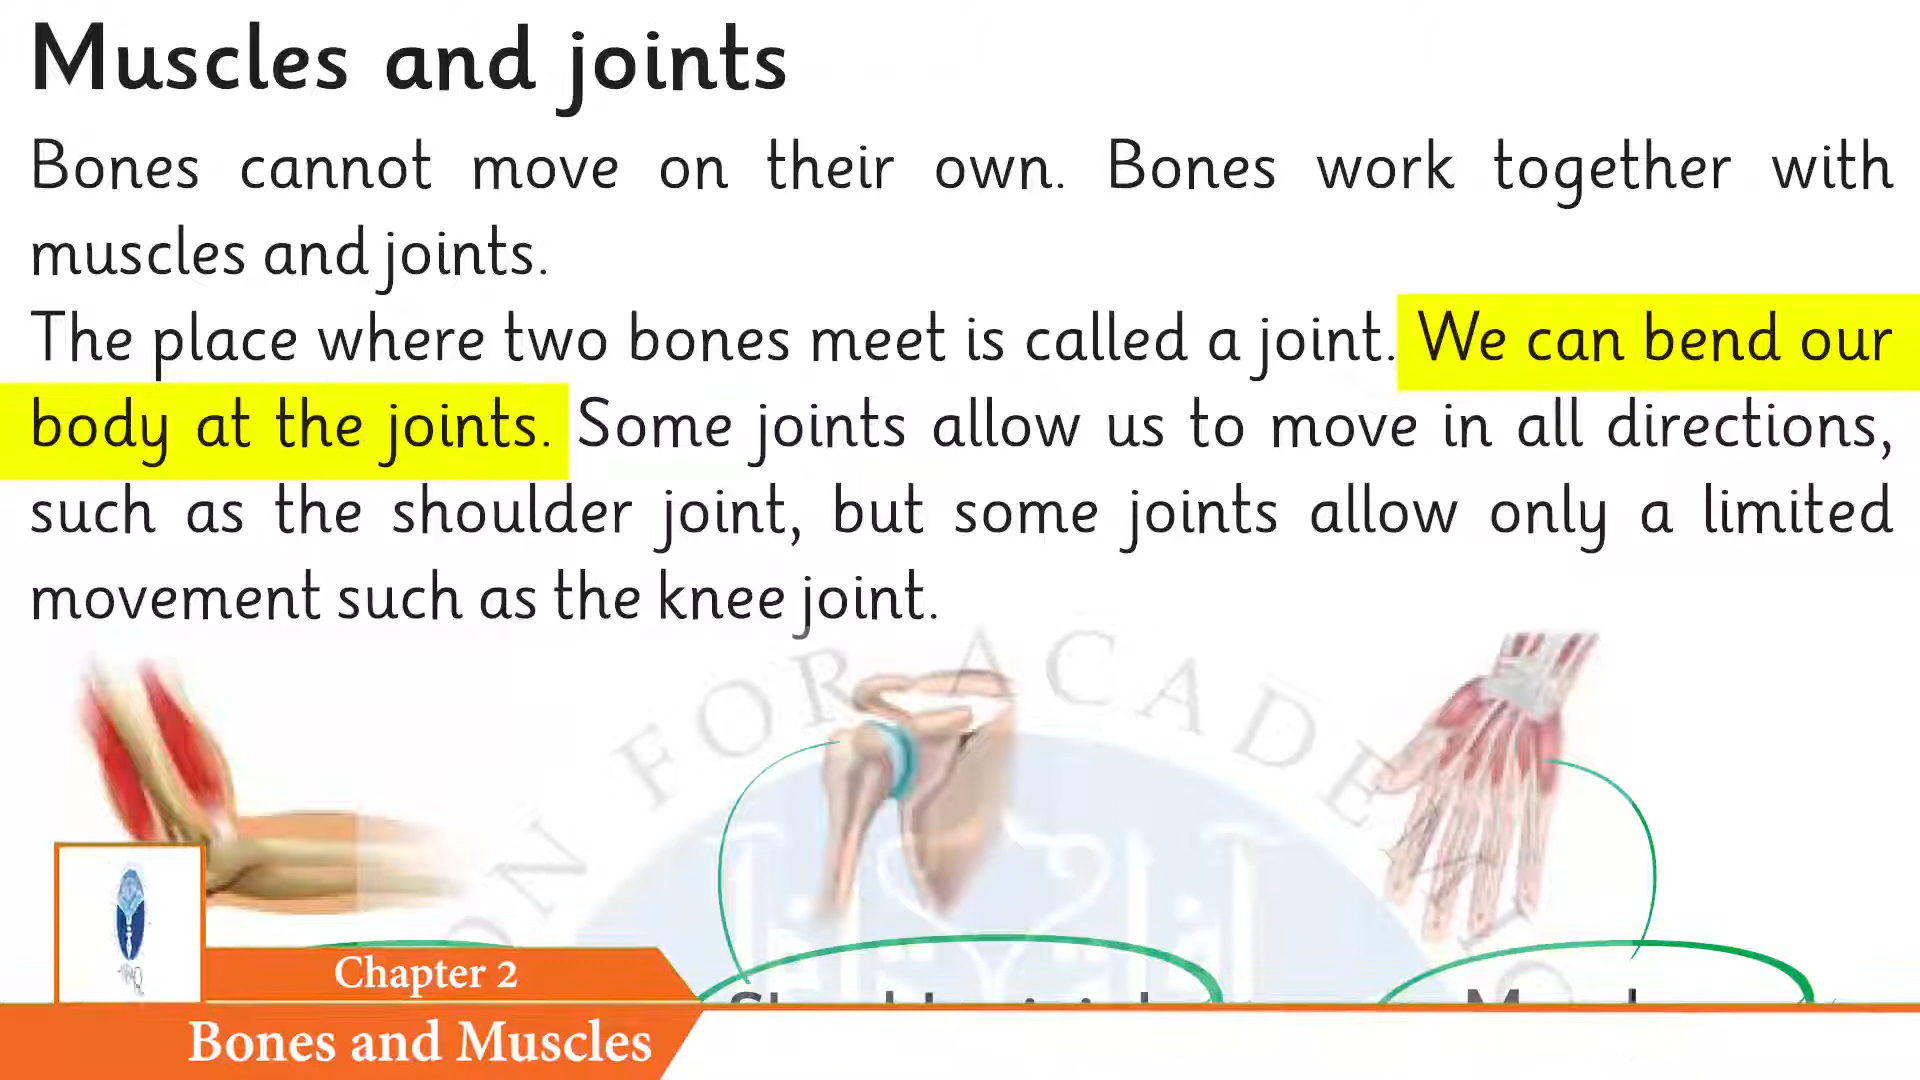 Muscles and joints
Bones cannot move on their own. Bones work together with
muscles and joints.
The place where two bones meet is called a joint. We can bend our
body at the joints. Some joints allow us to move in all directions,
such as the shoulder joint, but some joints allow only a limited
movement such as the knee joint.
ON FOR ACADE
Chapter 2
Bones and Muscles